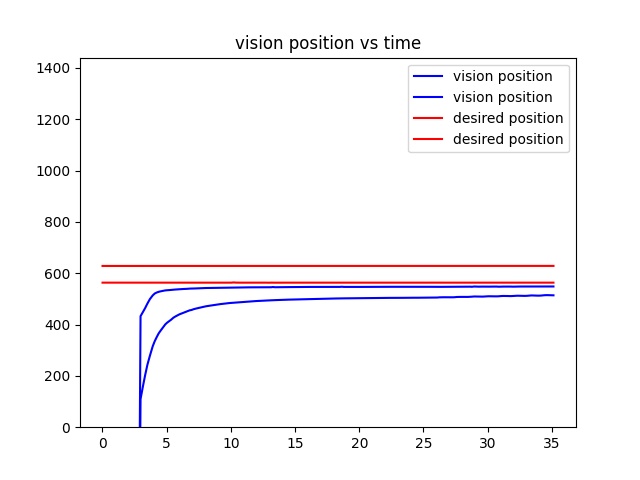 vision position vs time
vision position
vision position
desired position
desired position
1400
1200
1000
800
600
400
200
0
0 5 10 15 20 25 30 35